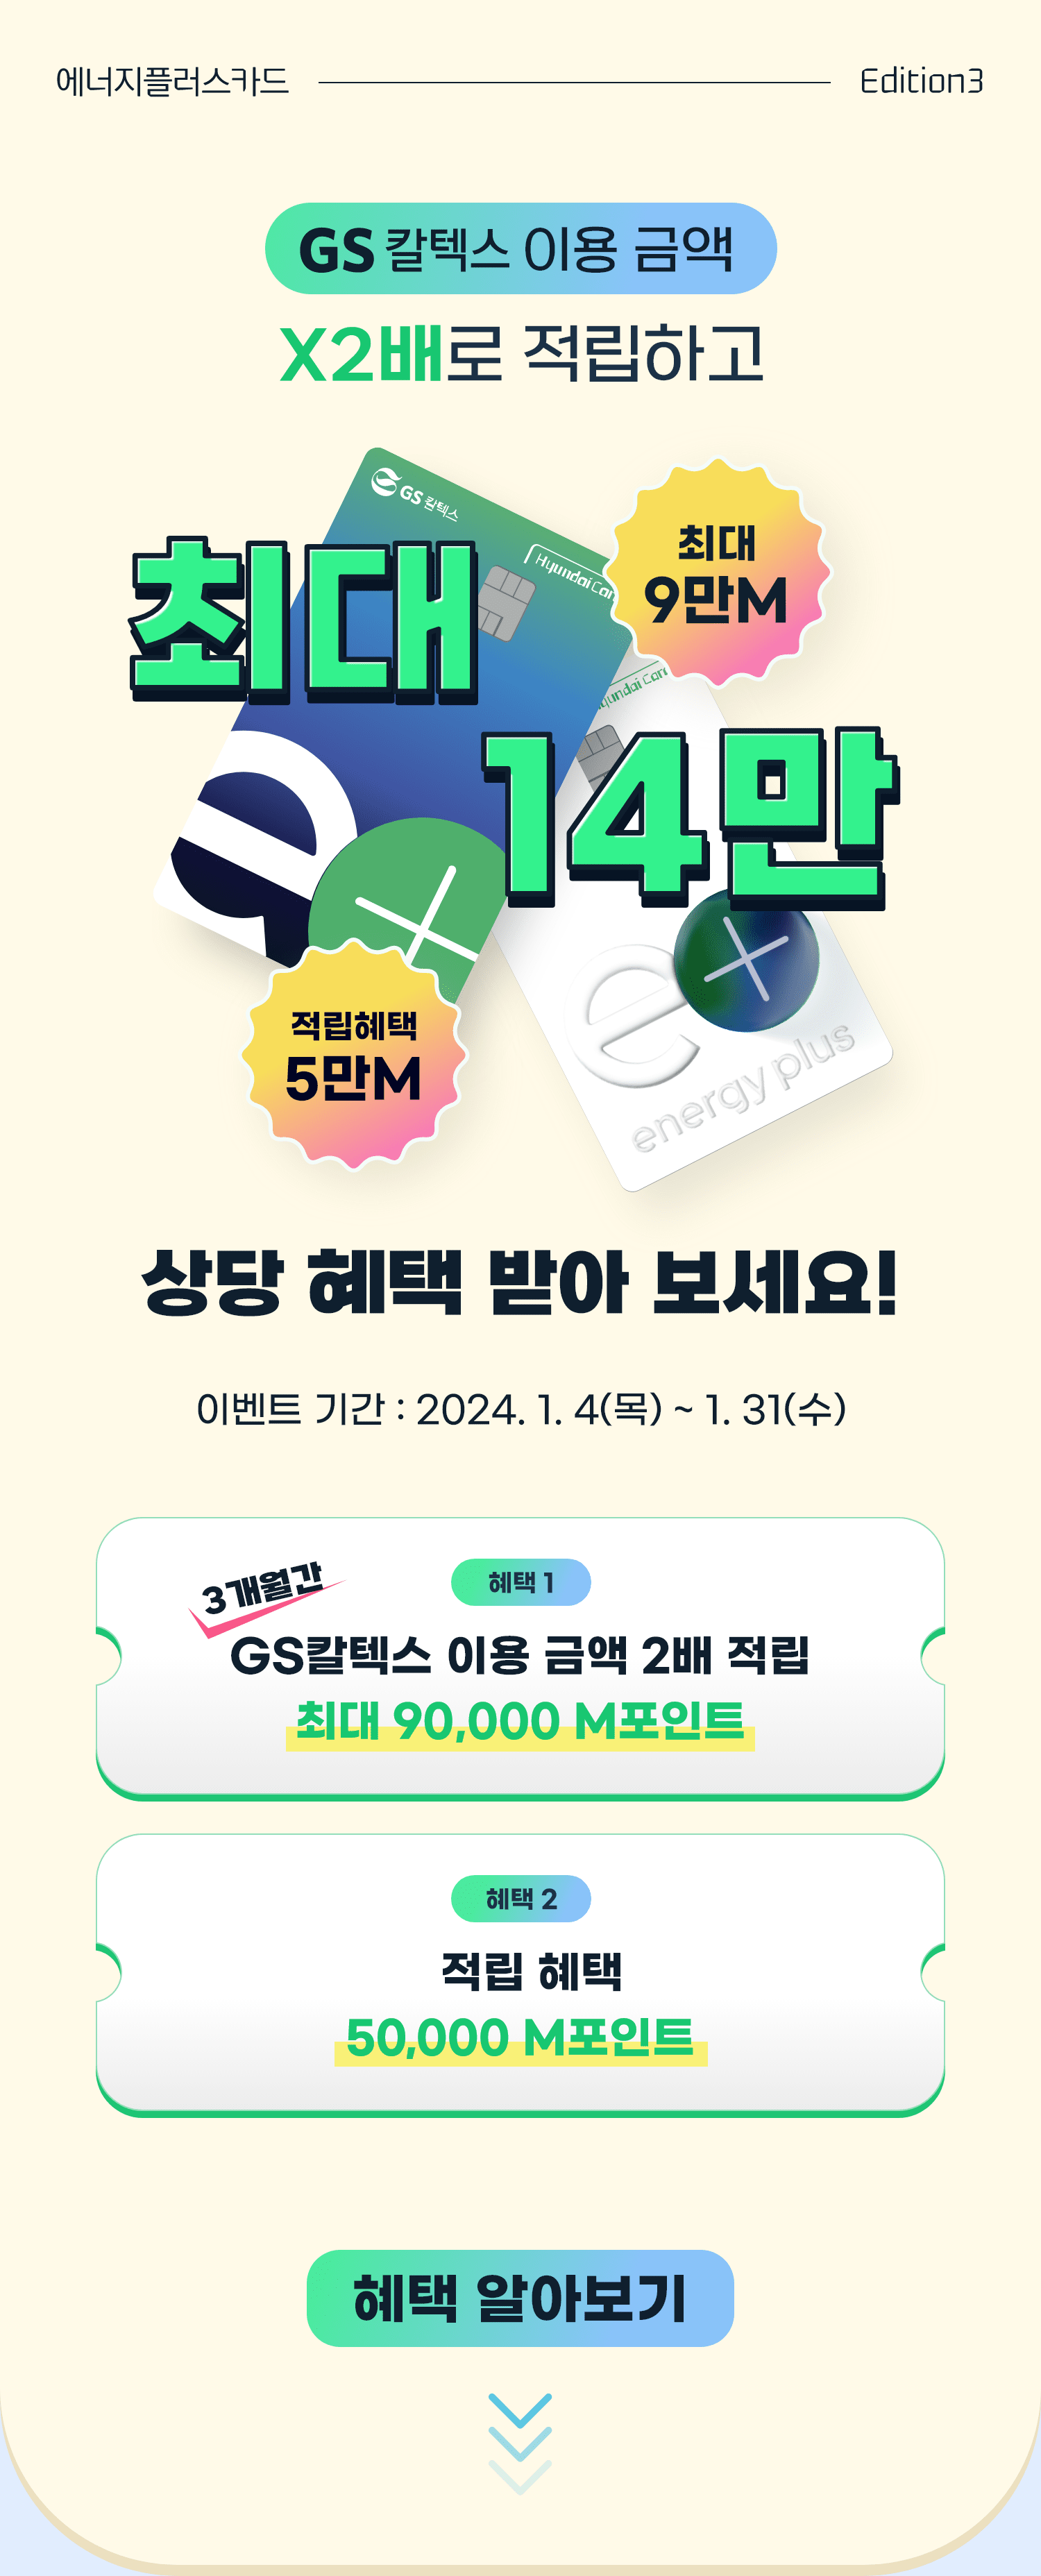 에너지플러스카드
Edition3
GS 칼텍스 이용 금액
X2배로 적립하고
GS 칼텍스
Hyundai Car
최대
9만M
최대
Hyundai Card
14만
적립혜택
5만M
e
energy plus
상당 혜택 받아 보세요!
이벤트 기간 : 2024. 1. 4(목) ~ 1. 31(수)
혜택 1
3개월간
GS칼텍스 이용 금액 2배 적립
최대 90,000 M포인트
혜택 2
적립 혜택
50,000 M포인트
혜택 알아보기